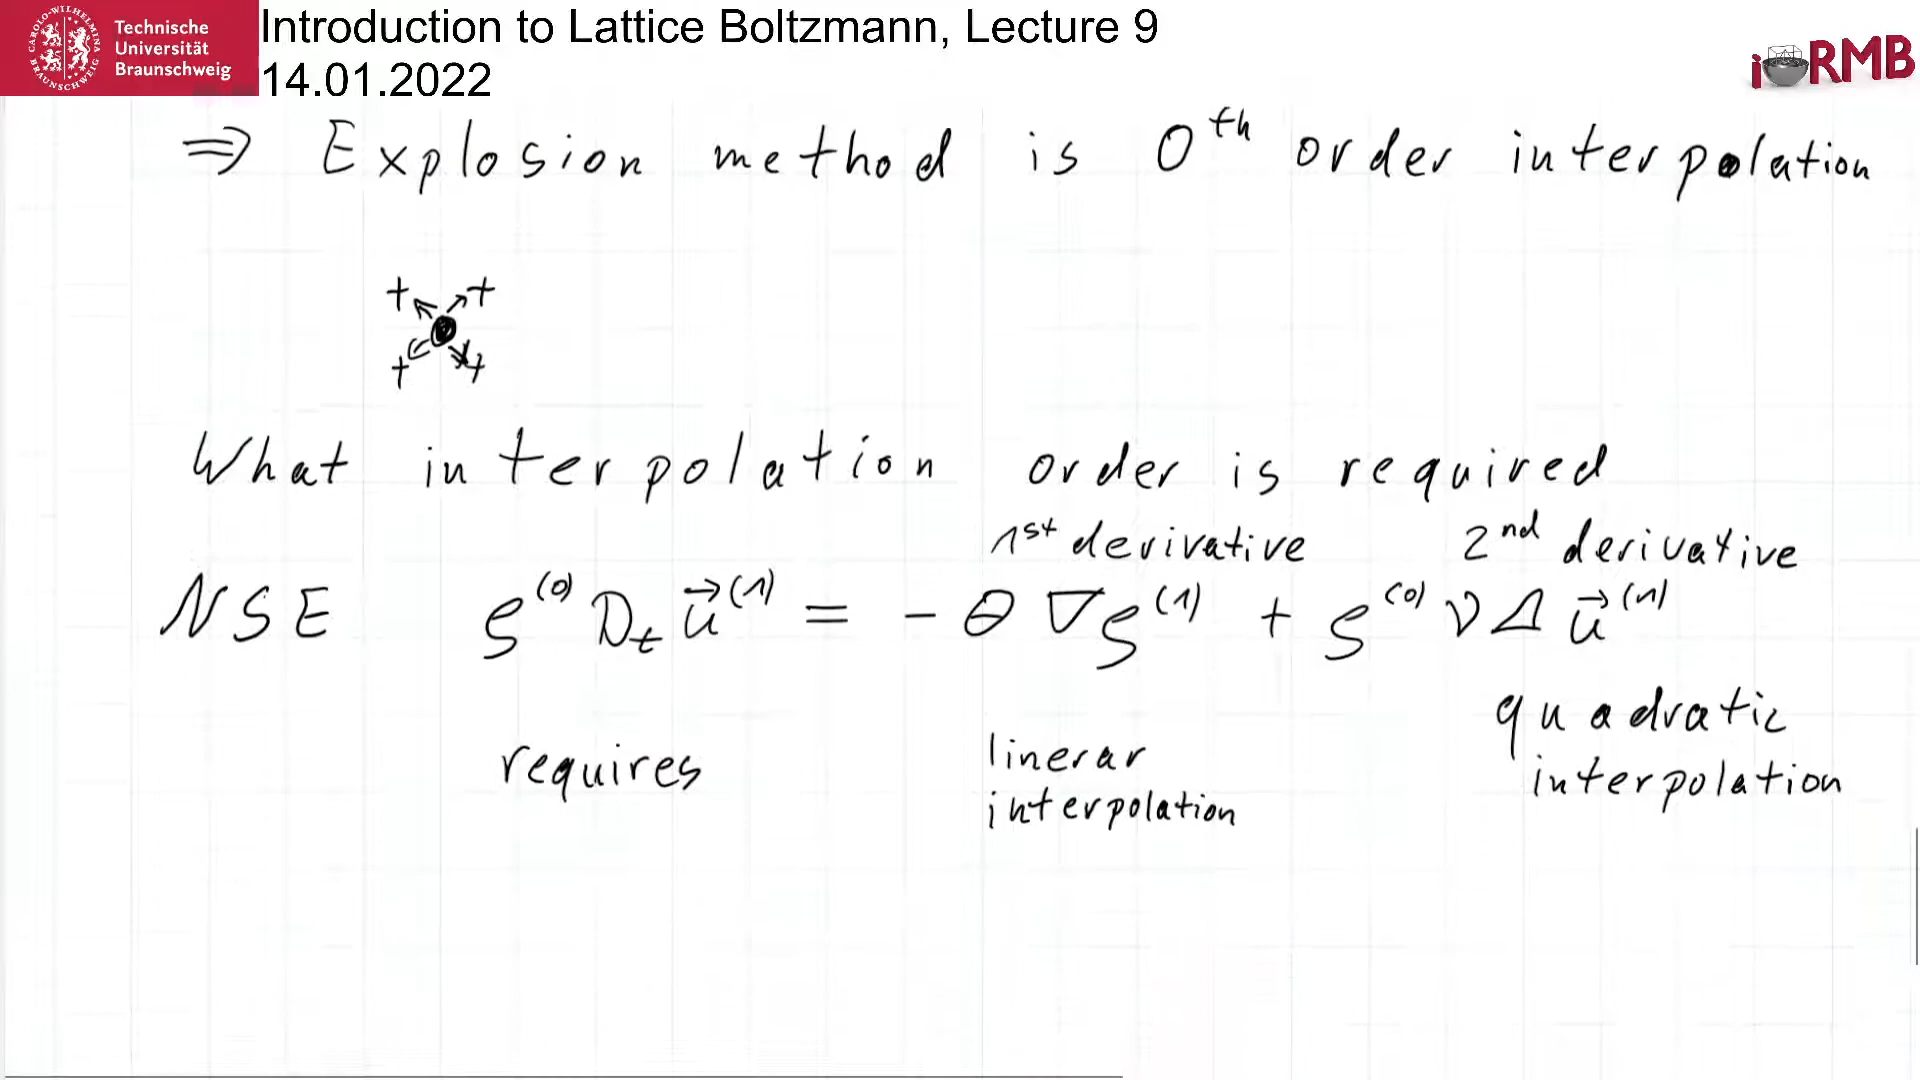 Technische
Universität
Braunschweig
Introduction to Lattice Boltzmann, Lecture 9
14.01.2022
iRMB
⇒ Explosion method is 0th order interpolation
+ +
+ +
What interpolation order is required
1st derivative 2nd derivative
NSE ρ^(0) D_t u⃗^(1) = - θ ∇ρ^(1) + ρ^(0) ν Δ u⃗^(1)
quadratic
requires linerar interpolation
interpolation